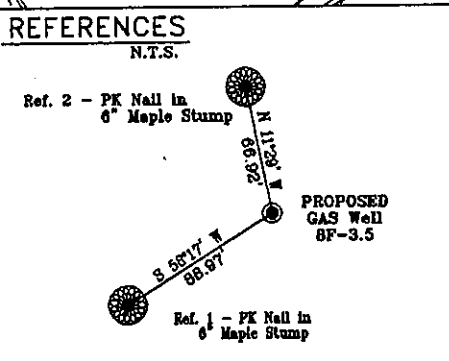 REFERENCES
N.T.S.
Ref. 2 - PK Nail in
6" Maple Stump
N 11°29' W
66.92'
PROPOSED
GAS Well
8F-3.5
S 58°17' W
88.97'
Ref. 1 - PK Nail in
6" Maple Stump